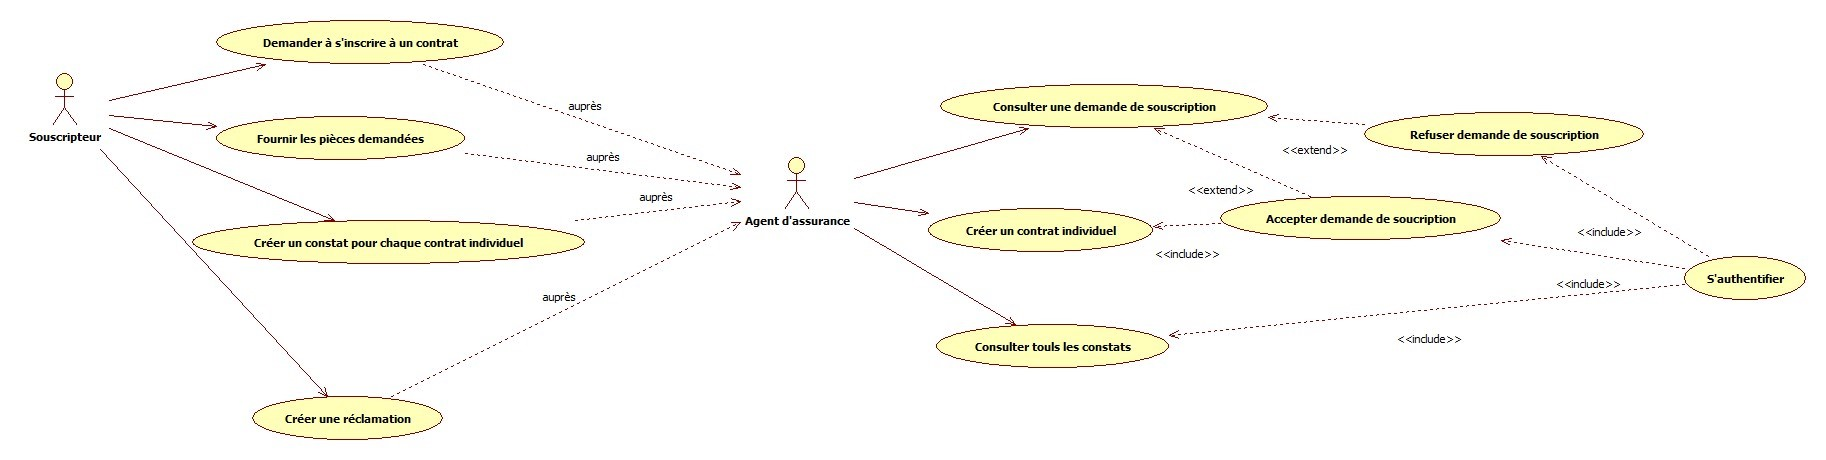 Demander à s'inscrire à un contrat
Souscripteur
Fournir les pièces demandées
Créer un constat pour chaque contrat individuel
Créer une réclamation
auprès
auprès
auprès
auprès
Agent d'assurance
Consulter une demande de souscription
Refuser demande de souscription
<<extend>>
<<extend>>
Accepter demande de soucription
Créer un contrat individuel
<<include>>
<<include>>
S'authentifier
<<include>>
Consulter touls les constats
<<include>>